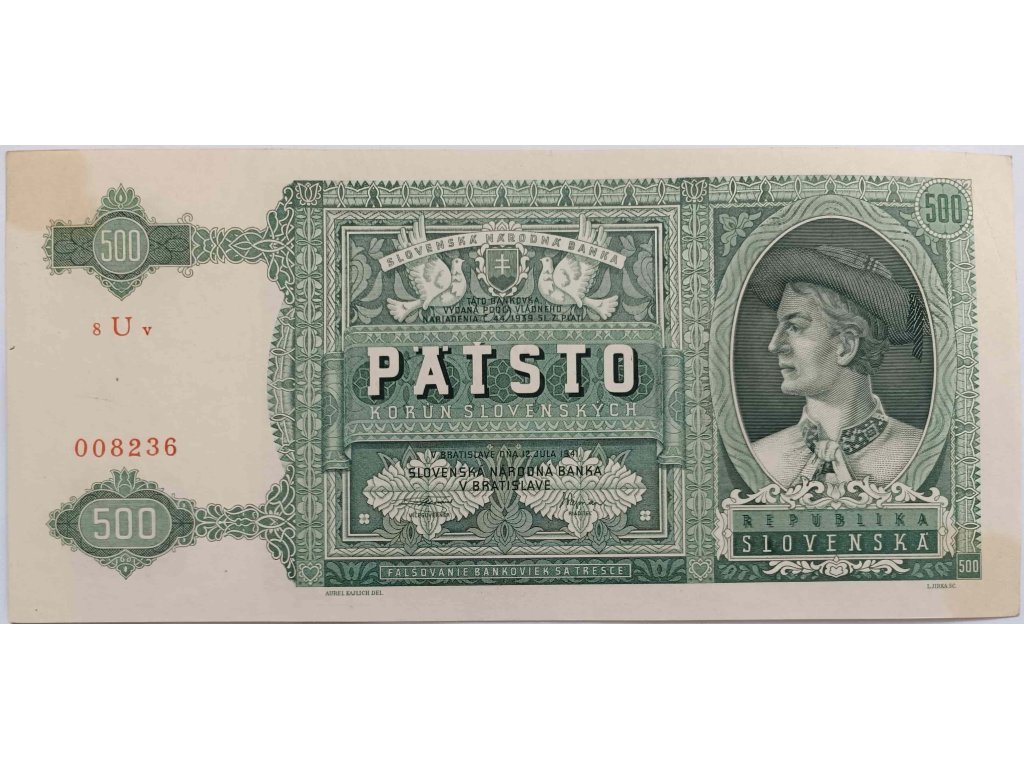 500
8 U v
008236
500
SLOVENSKÁ NÁRODNÁ BANKA
TÁTO BANKOVKA
VYDANÁ PODĽA VLÁDNEHO
NARIADENIA Č. 44/1939 SL. Z. PLATÍ
PÄŤSTO
KORÚN SLOVENSKÝCH
V BRATISLAVE DŇA 12. JÚLA 1941
SLOVENSKÁ NÁRODNÁ BANKA
V BRATISLAVE
VICEGUVERNÉR
RIADITEĽ
FALŠOVANIE BANKOVIEK SA TRESCE
AUREL KAJLICH DEL.
500
REPUBLIKA
SLOVENSKÁ
500
L. JIRKA SC.